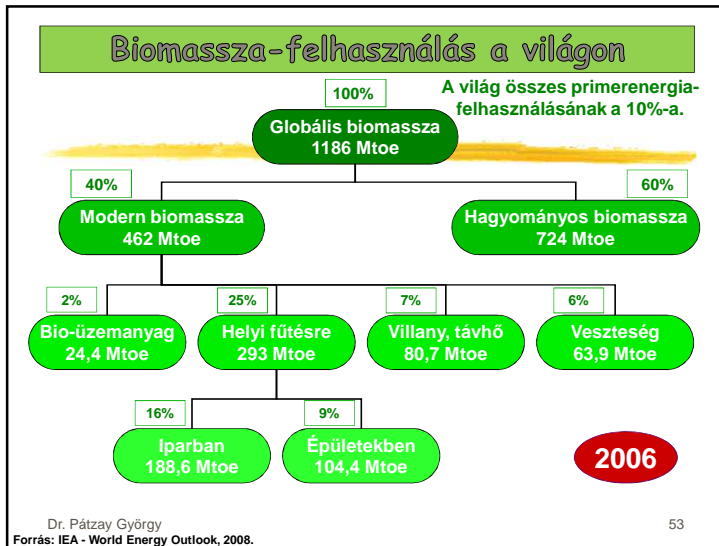 Biomassza-felhasználás a világon
100%
A világ összes primerenergia-
felhasználásának a 10%-a.
Globális biomassza
1186 Mtoe
40%
60%
Modern biomassza
462 Mtoe
Hagyományos biomassza
724 Mtoe
2%
25%
7%
6%
Bio-üzemanyag
24,4 Mtoe
Helyi fűtésre
293 Mtoe
Villany, távhő
80,7 Mtoe
Veszteség
63,9 Mtoe
16%
9%
Iparban
188,6 Mtoe
Épületekben
104,4 Mtoe
2006
Dr. Pátzay György
53
Forrás: IEA - World Energy Outlook, 2008.